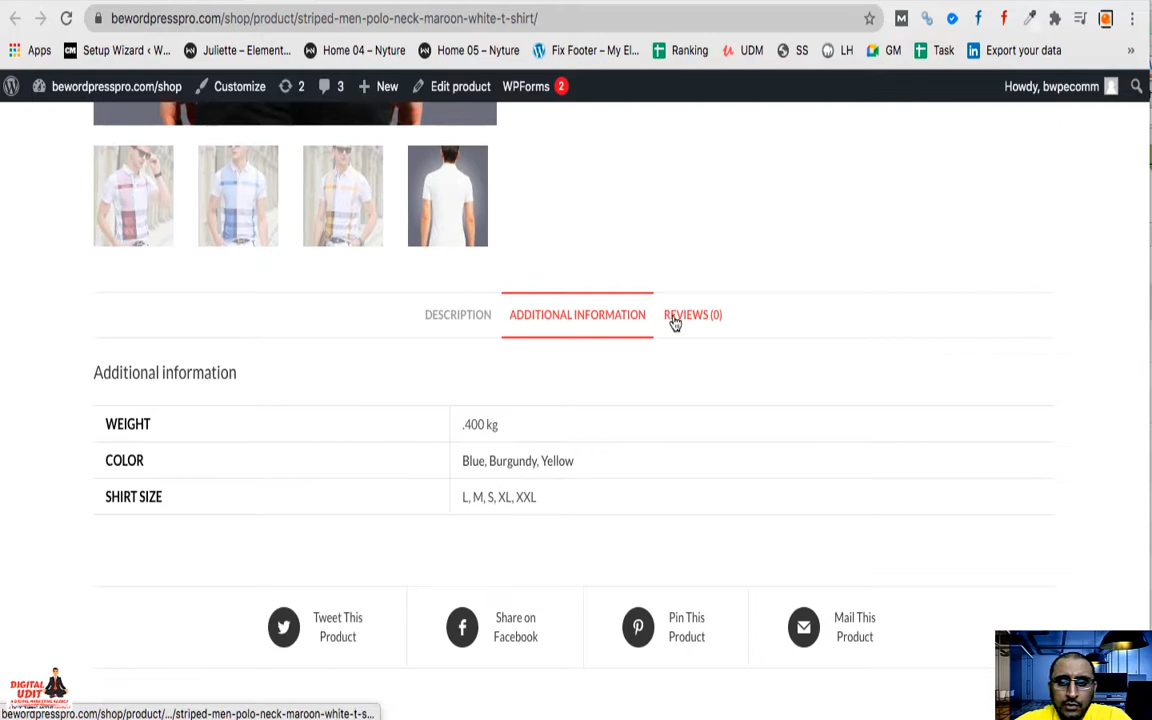 bewordpresspro.com/shop/product/striped-men-polo-neck-maroon-white-t-shirt/
Apps
Setup Wizard ‹ W...
Juliette – Element...
Home 04 – Nyture
Home 05 – Nyture
Fix Footer – My El...
Ranking
UDM
SS
LH
GM
Task
Export your data
»
bewordpresspro.com/shop
Customize
2
3
New
Edit product
WPForms 2
Howdy, bwpecomm
DESCRIPTION
ADDITIONAL INFORMATION
REVIEWS (0)
Additional information
WEIGHT .400 kg
COLOR Blue, Burgundy, Yellow
SHIRT SIZE L, M, S, XL, XXL
Tweet This
Product
Share on
Facebook
Pin This
Product
Mail This
Product
DIGITAL
UDIT
A DIGITAL MARKETING AGENCY
bewordpresspro.com/shop/product/.../striped-men-polo-neck-maroon-white-t-s...